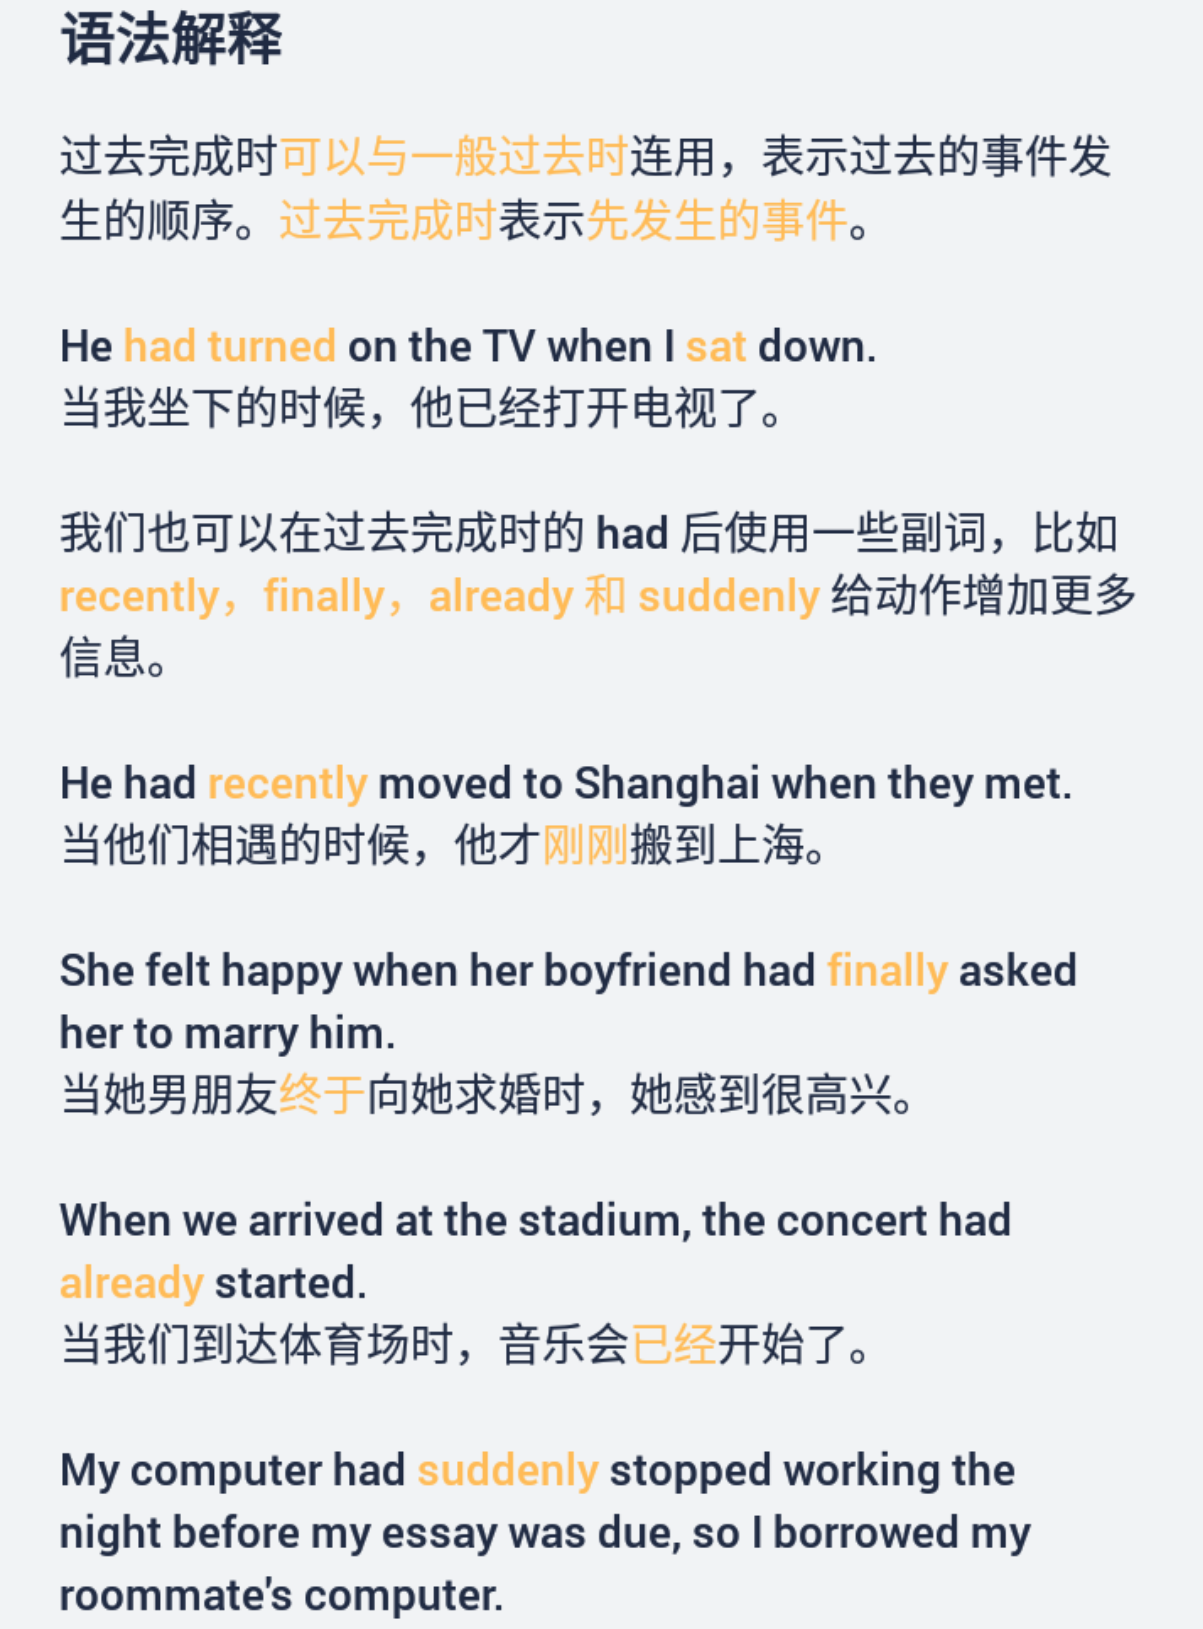 语法解释
过去完成时可以与一般过去时连用，表示过去的事件发
生的顺序。过去完成时表示先发生的事件。
He had turned on the TV when I sat down.
当我坐下的时候，他已经打开电视了。
我们也可以在过去完成时的 had 后使用一些副词，比如
recently，finally，already 和 suddenly 给动作增加更多
信息。
He had recently moved to Shanghai when they met.
当他们相遇的时候，他才刚刚搬到上海。
She felt happy when her boyfriend had finally asked
her to marry him.
当她男朋友终于向她求婚时，她感到很高兴。
When we arrived at the stadium, the concert had
already started.
当我们到达体育场时，音乐会已经开始了。
My computer had suddenly stopped working the
night before my essay was due, so I borrowed my
roommate's computer.